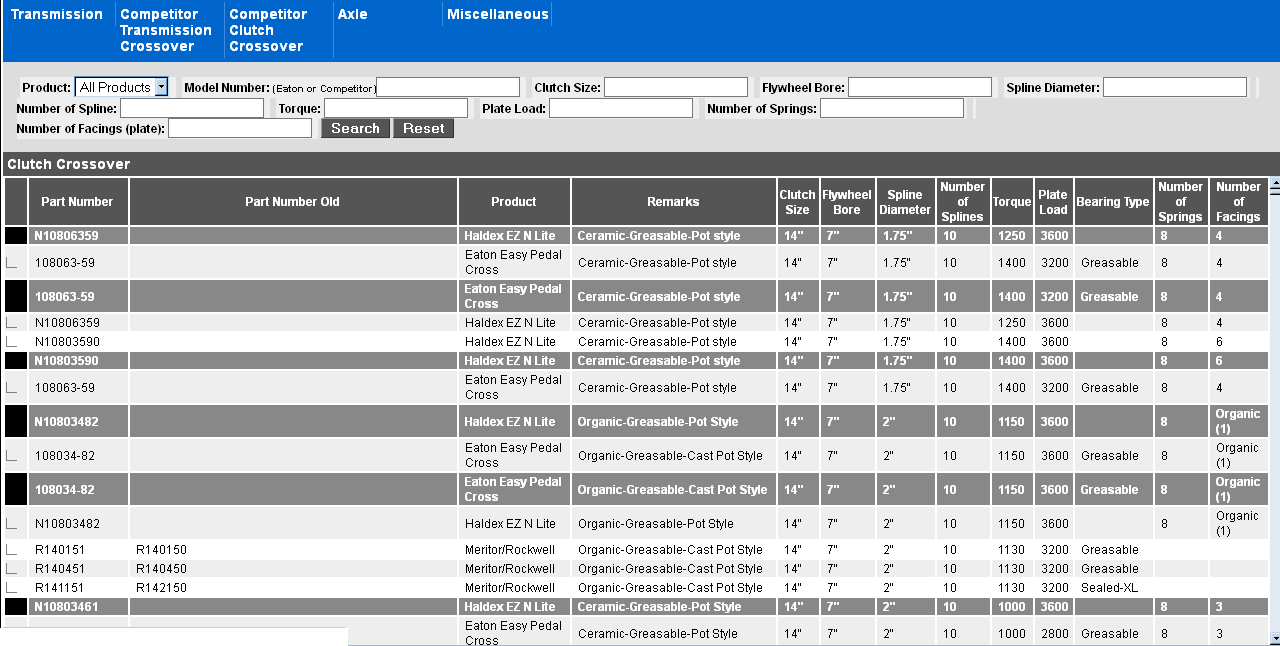 Transmission Competitor Transmission Crossover Competitor Clutch Crossover Axle Miscellaneous
Product: All Products Model Number: (Eaton or Competitor) Clutch Size: Flywheel Bore: Spline Diameter:
Number of Spline: Torque: Plate Load: Number of Springs:
Number of Facings (plate): Search Reset
Clutch Crossover
Part Number Part Number Old Product Remarks Clutch Size Flywheel Bore Spline Diameter Number of Splines Torque Plate Load Bearing Type Number of Springs Number of Facings
N10806359 Haldex EZ N Lite Ceramic-Greasable-Pot style 14" 7" 1.75" 10 1250 3600 8 4
108063-59 Eaton Easy Pedal Cross Ceramic-Greasable-Pot style 14" 7" 1.75" 10 1400 3200 Greasable 8 4
108063-59 Eaton Easy Pedal Cross Ceramic-Greasable-Pot style 14" 7" 1.75" 10 1400 3200 Greasable 8 4
N10806359 Haldex EZ N Lite Ceramic-Greasable-Pot style 14" 7" 1.75" 10 1250 3600 8 4
N10803590 Haldex EZ N Lite Ceramic-Greasable-Pot style 14" 7" 1.75" 10 1400 3600 8 6
N10803590 Haldex EZ N Lite Ceramic-Greasable-Pot style 14" 7" 1.75" 10 1400 3600 8 6
108063-59 Eaton Easy Pedal Cross Ceramic-Greasable-Pot style 14" 7" 1.75" 10 1400 3200 Greasable 8 4
N10803482 Haldex EZ N Lite Organic-Greasable-Pot Style 14" 7" 2" 10 1150 3600 8 Organic (1)
108034-82 Eaton Easy Pedal Cross Organic-Greasable-Cast Pot Style 14" 7" 2" 10 1150 3600 Greasable 8 Organic (1)
108034-82 Eaton Easy Pedal Cross Organic-Greasable-Cast Pot Style 14" 7" 2" 10 1150 3600 Greasable 8 Organic (1)
N10803482 Haldex EZ N Lite Organic-Greasable-Pot Style 14" 7" 2" 10 1150 3600 8 Organic (1)
R140151 R140150 Meritor/Rockwell Organic-Greasable-Cast Pot Style 14" 7" 2" 10 1130 3200 Greasable
R140451 R140450 Meritor/Rockwell Organic-Greasable-Cast Pot Style 14" 7" 2" 10 1130 3200 Greasable
R141151 R142150 Meritor/Rockwell Organic-Greasable-Cast Pot Style 14" 7" 2" 10 1130 3200 Sealed-XL
N10803461 Haldex EZ N Lite Ceramic-Greasable-Pot Style 14" 7" 2" 10 1000 3600 8 3
Eaton Easy Pedal Cross Ceramic-Greasable-Pot Style 14" 7" 2" 10 1000 2800 Greasable 8 3